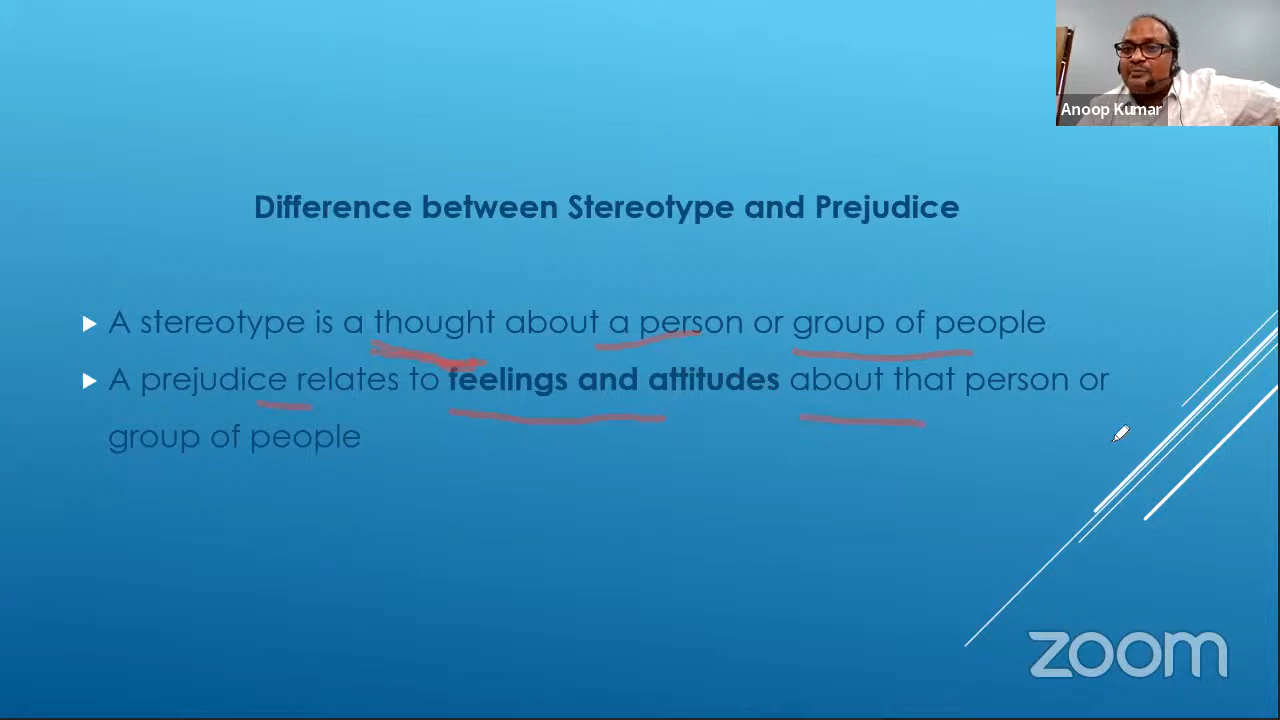 Anoop Kumar
Difference between Stereotype and Prejudice
A stereotype is a thought about a person or group of people
A prejudice relates to feelings and attitudes about that person or
group of people
zoom